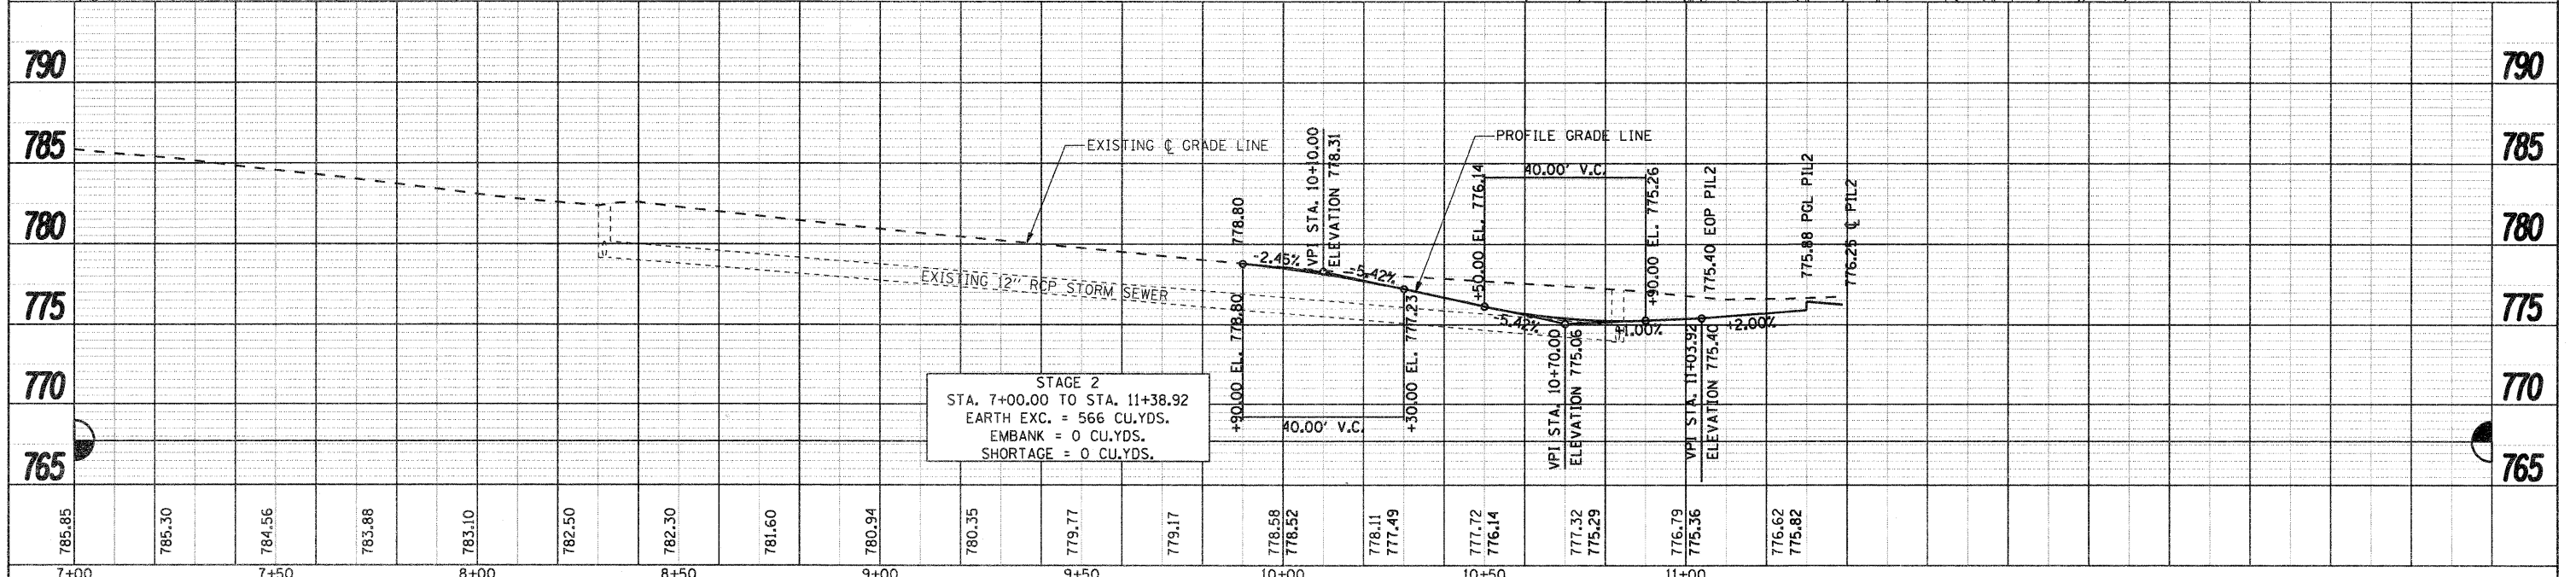 790
790
785
785
780
780
775
775
770
770
765
765
EXISTING ℄ GRADE LINE
PROFILE GRADE LINE
EXISTING 12" RCP STORM SEWER
778.80
+90.00 EL. 778.80
-2.45%
VPI STA. 10+10.00
ELEVATION 778.31
-5.42%
+30.00 EL. 777.23
40.00' V.C.
+50.00 EL. 776.14
40.00' V.C.
+90.00 EL. 775.26
-5.42%
VPI STA. 10+70.00
ELEVATION 775.06
+1.00%
775.40 EOP PIL2
VPI STA. 11+03.92
ELEVATION 775.40
+2.00%
775.88 PGL PIL2
776.25 ℄ PIL2
STAGE 2
STA. 7+00.00 TO STA. 11+38.92
EARTH EXC. = 566 CU.YDS.
EMBANK = 0 CU.YDS.
SHORTAGE = 0 CU.YDS.
785.85
785.30
784.56
783.88
783.10
782.50
782.30
781.60
780.94
780.35
779.77
779.17
778.58
778.52
778.11
777.49
777.72
776.14
777.32
775.29
776.79
775.36
776.62
775.82
7+00
7+50
8+00
8+50
9+00
9+50
10+00
10+50
11+00